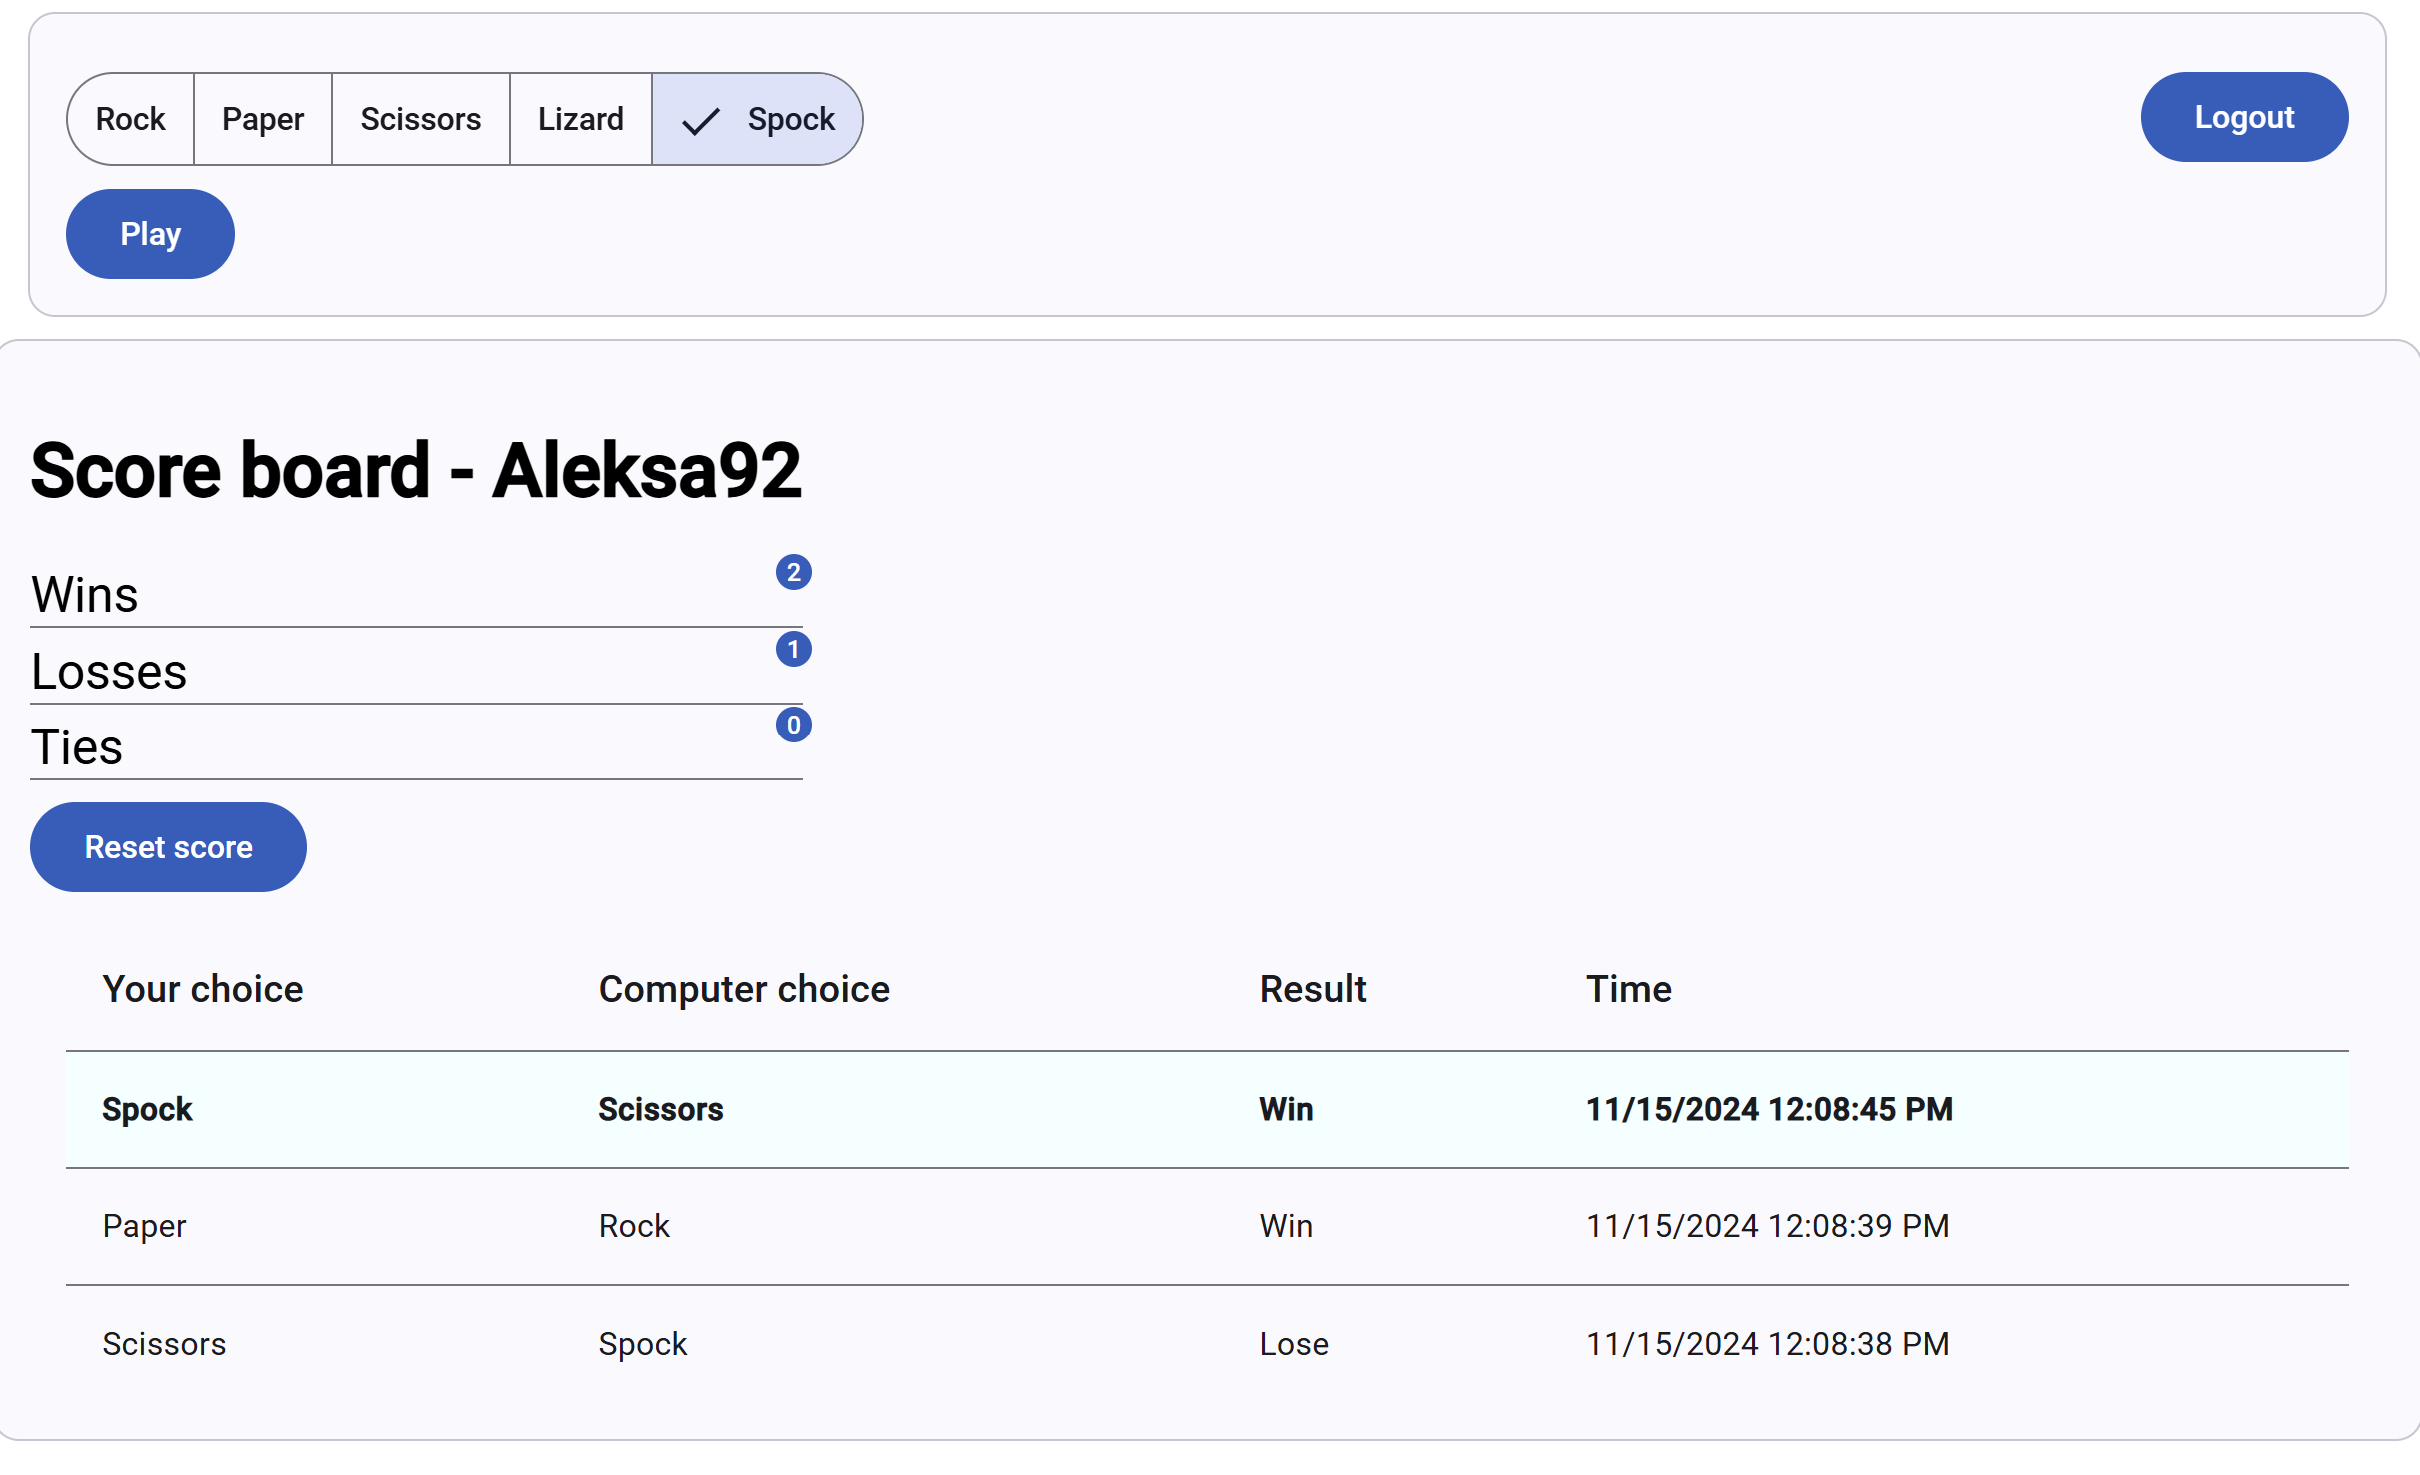 Rock Paper Scissors Lizard Spock Logout
Play
Score board - Aleksa92
Wins 2
Losses 1
Ties 0
Reset score
Your choice Computer choice Result Time
Spock Scissors Win 11/15/2024 12:08:45 PM
Paper Rock Win 11/15/2024 12:08:39 PM
Scissors Spock Lose 11/15/2024 12:08:38 PM